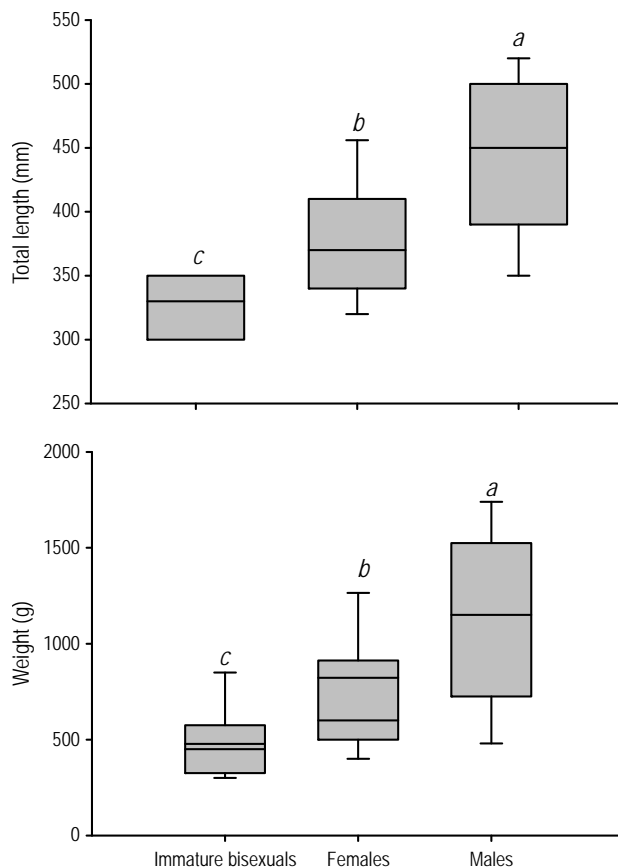 550
500
450
400
350
300
250
Total length (mm)
c
b
a
2000
1500
1000
500
0
Weight (g)
c
b
a
Immature bisexuals Females Males